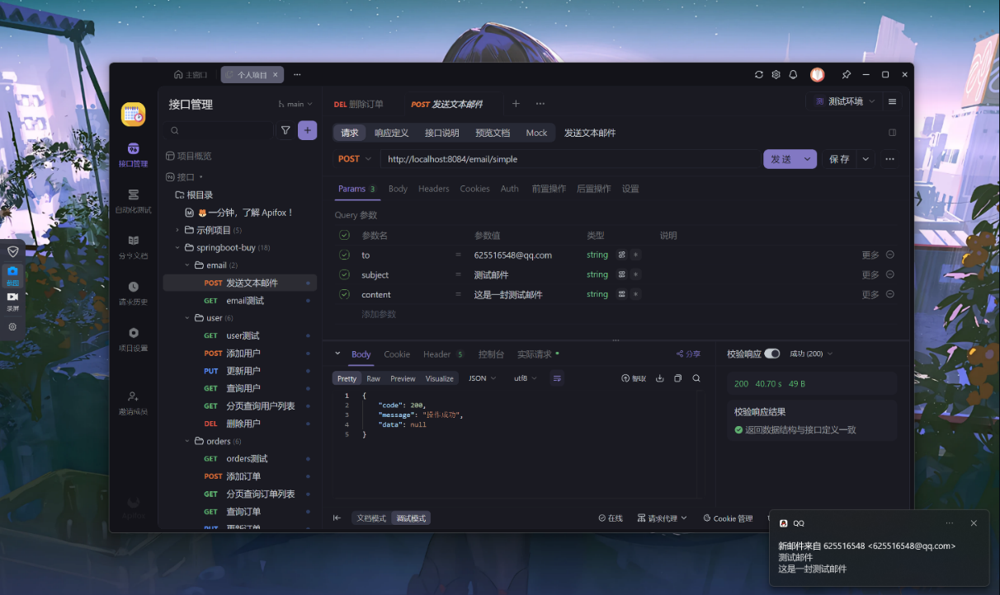 主窗口
个人项目
接口管理
main
DEL 删除订单
POST 发送文本邮件
测 测试环境
请求
响应定义
接口说明
预览文档
Mock
发送文本邮件
POST
http://localhost:8084/email/simple
发送
保存
接口管理
自动化测试
分享文档
请求历史
项目设置
邀请成员
Apifox
截图
录屏
项目概览
接口
根目录
一分钟，了解 Apifox！
示例项目 (5)
springboot-buy (18)
email (2)
POST 发送文本邮件
GET email测试
user (6)
GET user测试
POST 添加用户
PUT 更新用户
GET 查询用户
GET 分页查询用户列表
DEL 删除用户
orders (6)
GET orders测试
POST 添加订单
GET 分页查询订单列表
GET 查询订单
PUT 更新订单
Params 3 Body Headers Cookies Auth 前置操作 后置操作 设置
Query 参数
参数名 参数值 类型 说明
to = 625516548@qq.com string * 更多
subject = 测试邮件 string * 更多
content = 这是一封测试邮件 string * 更多
添加参数
Body Cookie Header 5 控制台 实际请求 分享
Pretty Raw Preview Visualize JSON utf8 提取
1 {
2 "code": 200,
3 "message": "操作成功",
4 "data": null
5 }
校验响应 成功 (200)
200 40.70 s 49 B
校验响应结果
返回数据结构与接口定义一致
文档模式 调试模式
在线 请求代理 Cookie 管理
QQ
新邮件来自 625516548 <625516548@qq.com>
测试邮件
这是一封测试邮件